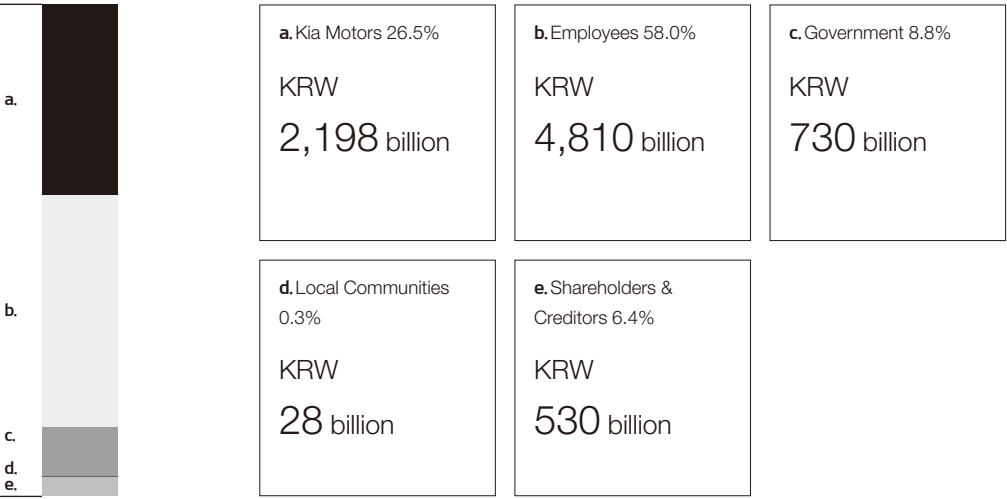 a.
b.
c.
d.
e.
a. Kia Motors 26.5%
KRW
2,198 billion
b. Employees 58.0%
KRW
4,810 billion
c. Government 8.8%
KRW
730 billion
d. Local Communities
0.3%
KRW
28 billion
e. Shareholders &
Creditors 6.4%
KRW
530 billion